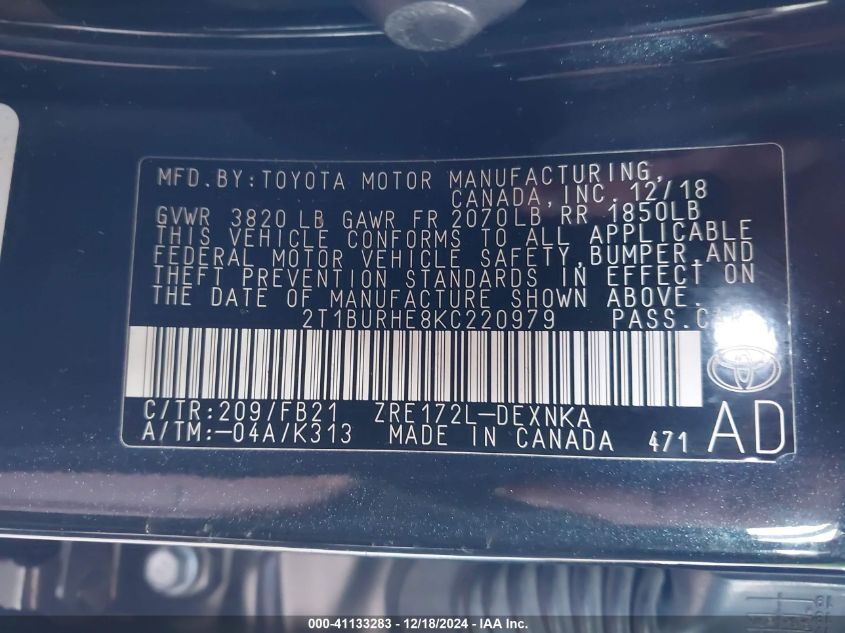 MFD.BY:TOYOTA MOTOR MANUFACTURING,
CANADA,INC. 12/18
GVWR 3820 LB GAWR FR 2070LB RR 1850LB
THIS VEHICLE CONFORMS TO ALL APPLICABLE
FEDERAL MOTOR VEHICLE SAFETY,BUMPER,AND
THEFT PREVENTION STANDARDS IN EFFECT ON
THE DATE OF MANUFACTURE SHOWN ABOVE.
2T1BURHE8KC220979 PASS.CAR
C/TR:209/FB21 ZRE172L-DEXNKA
A/TM:-04A/K313 MADE IN CANADA 471 AD
000-41133283 - 12/18/2024 - IAA Inc.